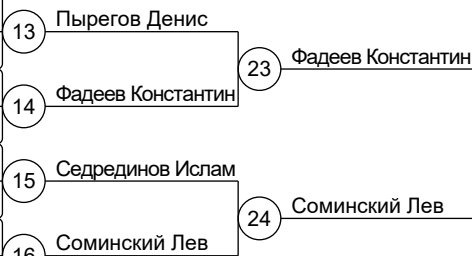 Пырегов Денис
13
23
Фадеев Константин
Фадеев Константин
14
Седрединов Ислам
15
24
Соминский Лев
Соминский Лев
16